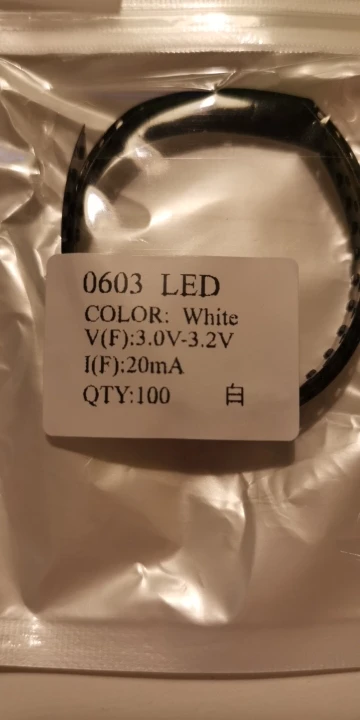 0603 LED
COLOR: White
V(F):3.0V-3.2V
I(F):20mA
QTY:100 白